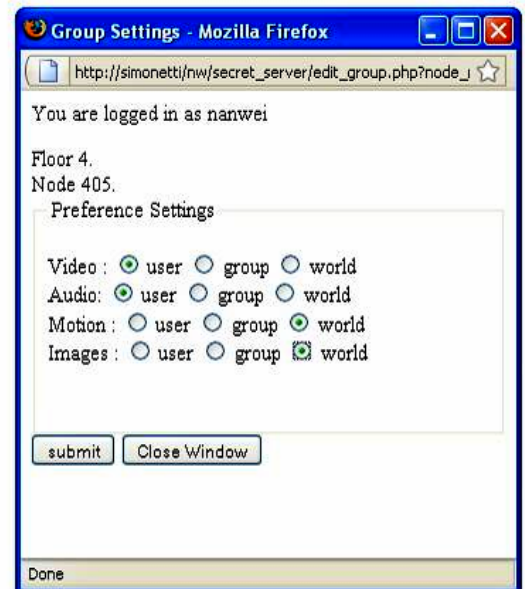 Group Settings - Mozilla Firefox
http://simonetti/nw/secret_server/edit_group.php?node_
You are logged in as nanwei
Floor 4.
Node 405.
Preference Settings
Video : user group world
Audio: user group world
Motion : user group world
Images : user group world
submit Close Window
Done